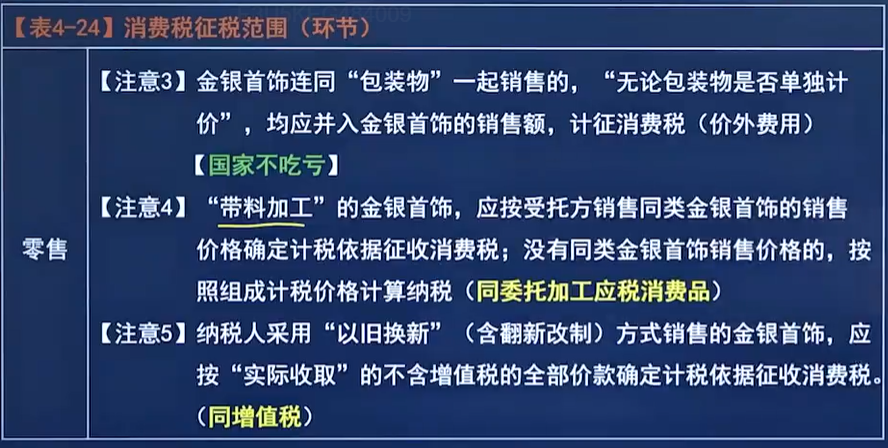 【表4-24】消费税征税范围（环节）
【注意3】金银首饰连同“包装物”一起销售的，“无论包装物是否单独计
价”，均应并入金银首饰的销售额，计征消费税（价外费用）
【国家不吃亏】
【注意4】“带料加工”的金银首饰，应按受托方销售同类金银首饰的销售
零售
价格确定计税依据征收消费税；没有同类金银首饰销售价格的，按
照组成计税价格计算纳税（同委托加工应税消费品）
【注意5】纳税人采用“以旧换新”（含翻新改制）方式销售的金银首饰，应
按“实际收取”的不含增值税的全部价款确定计税依据征收消费税。
（同增值税）